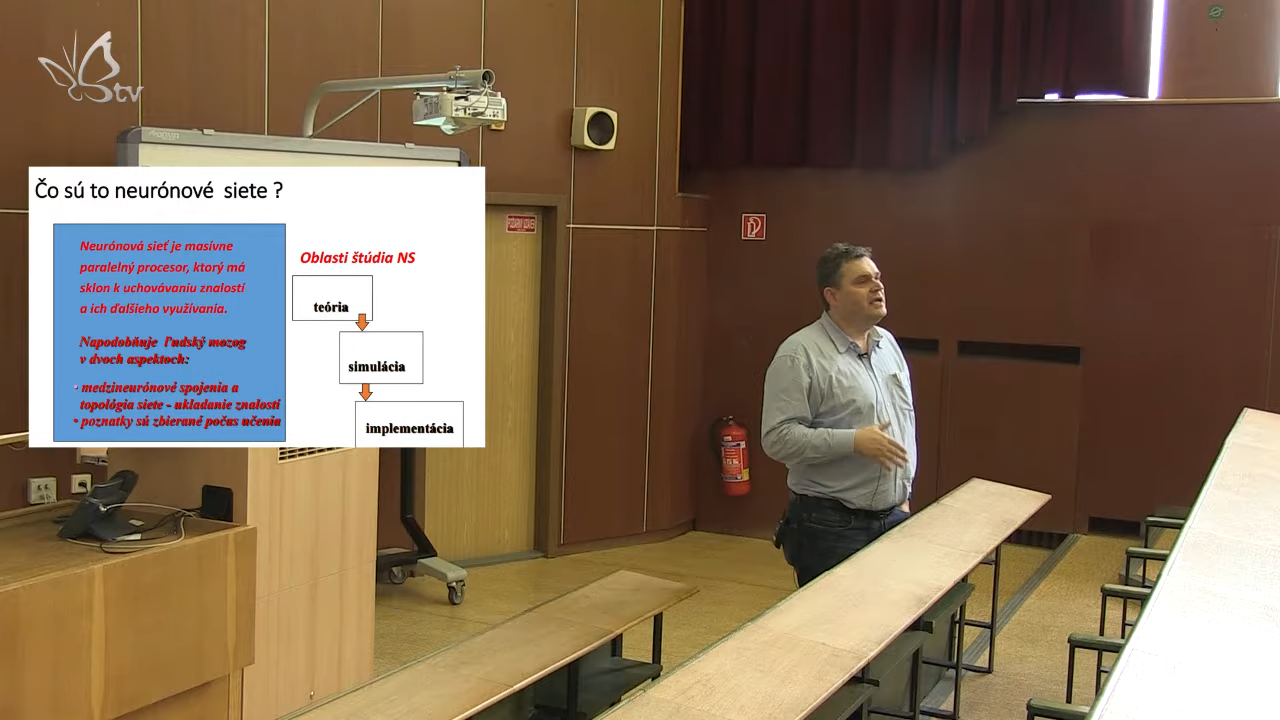 tv
Čo sú to neurónové siete ?
Neurónová sieť je masívne
paralelný procesor, ktorý má
sklon k uchovávaniu znalostí
a ich ďalšieho využívania.
Napodobňuje ľudský mozog
v dvoch aspektoch:
• medzineurónové spojenia a
topológia siete - ukladanie znalostí
• poznatky sú zbierané počas učenia
Oblasti štúdia NS
teória
simulácia
implementácia